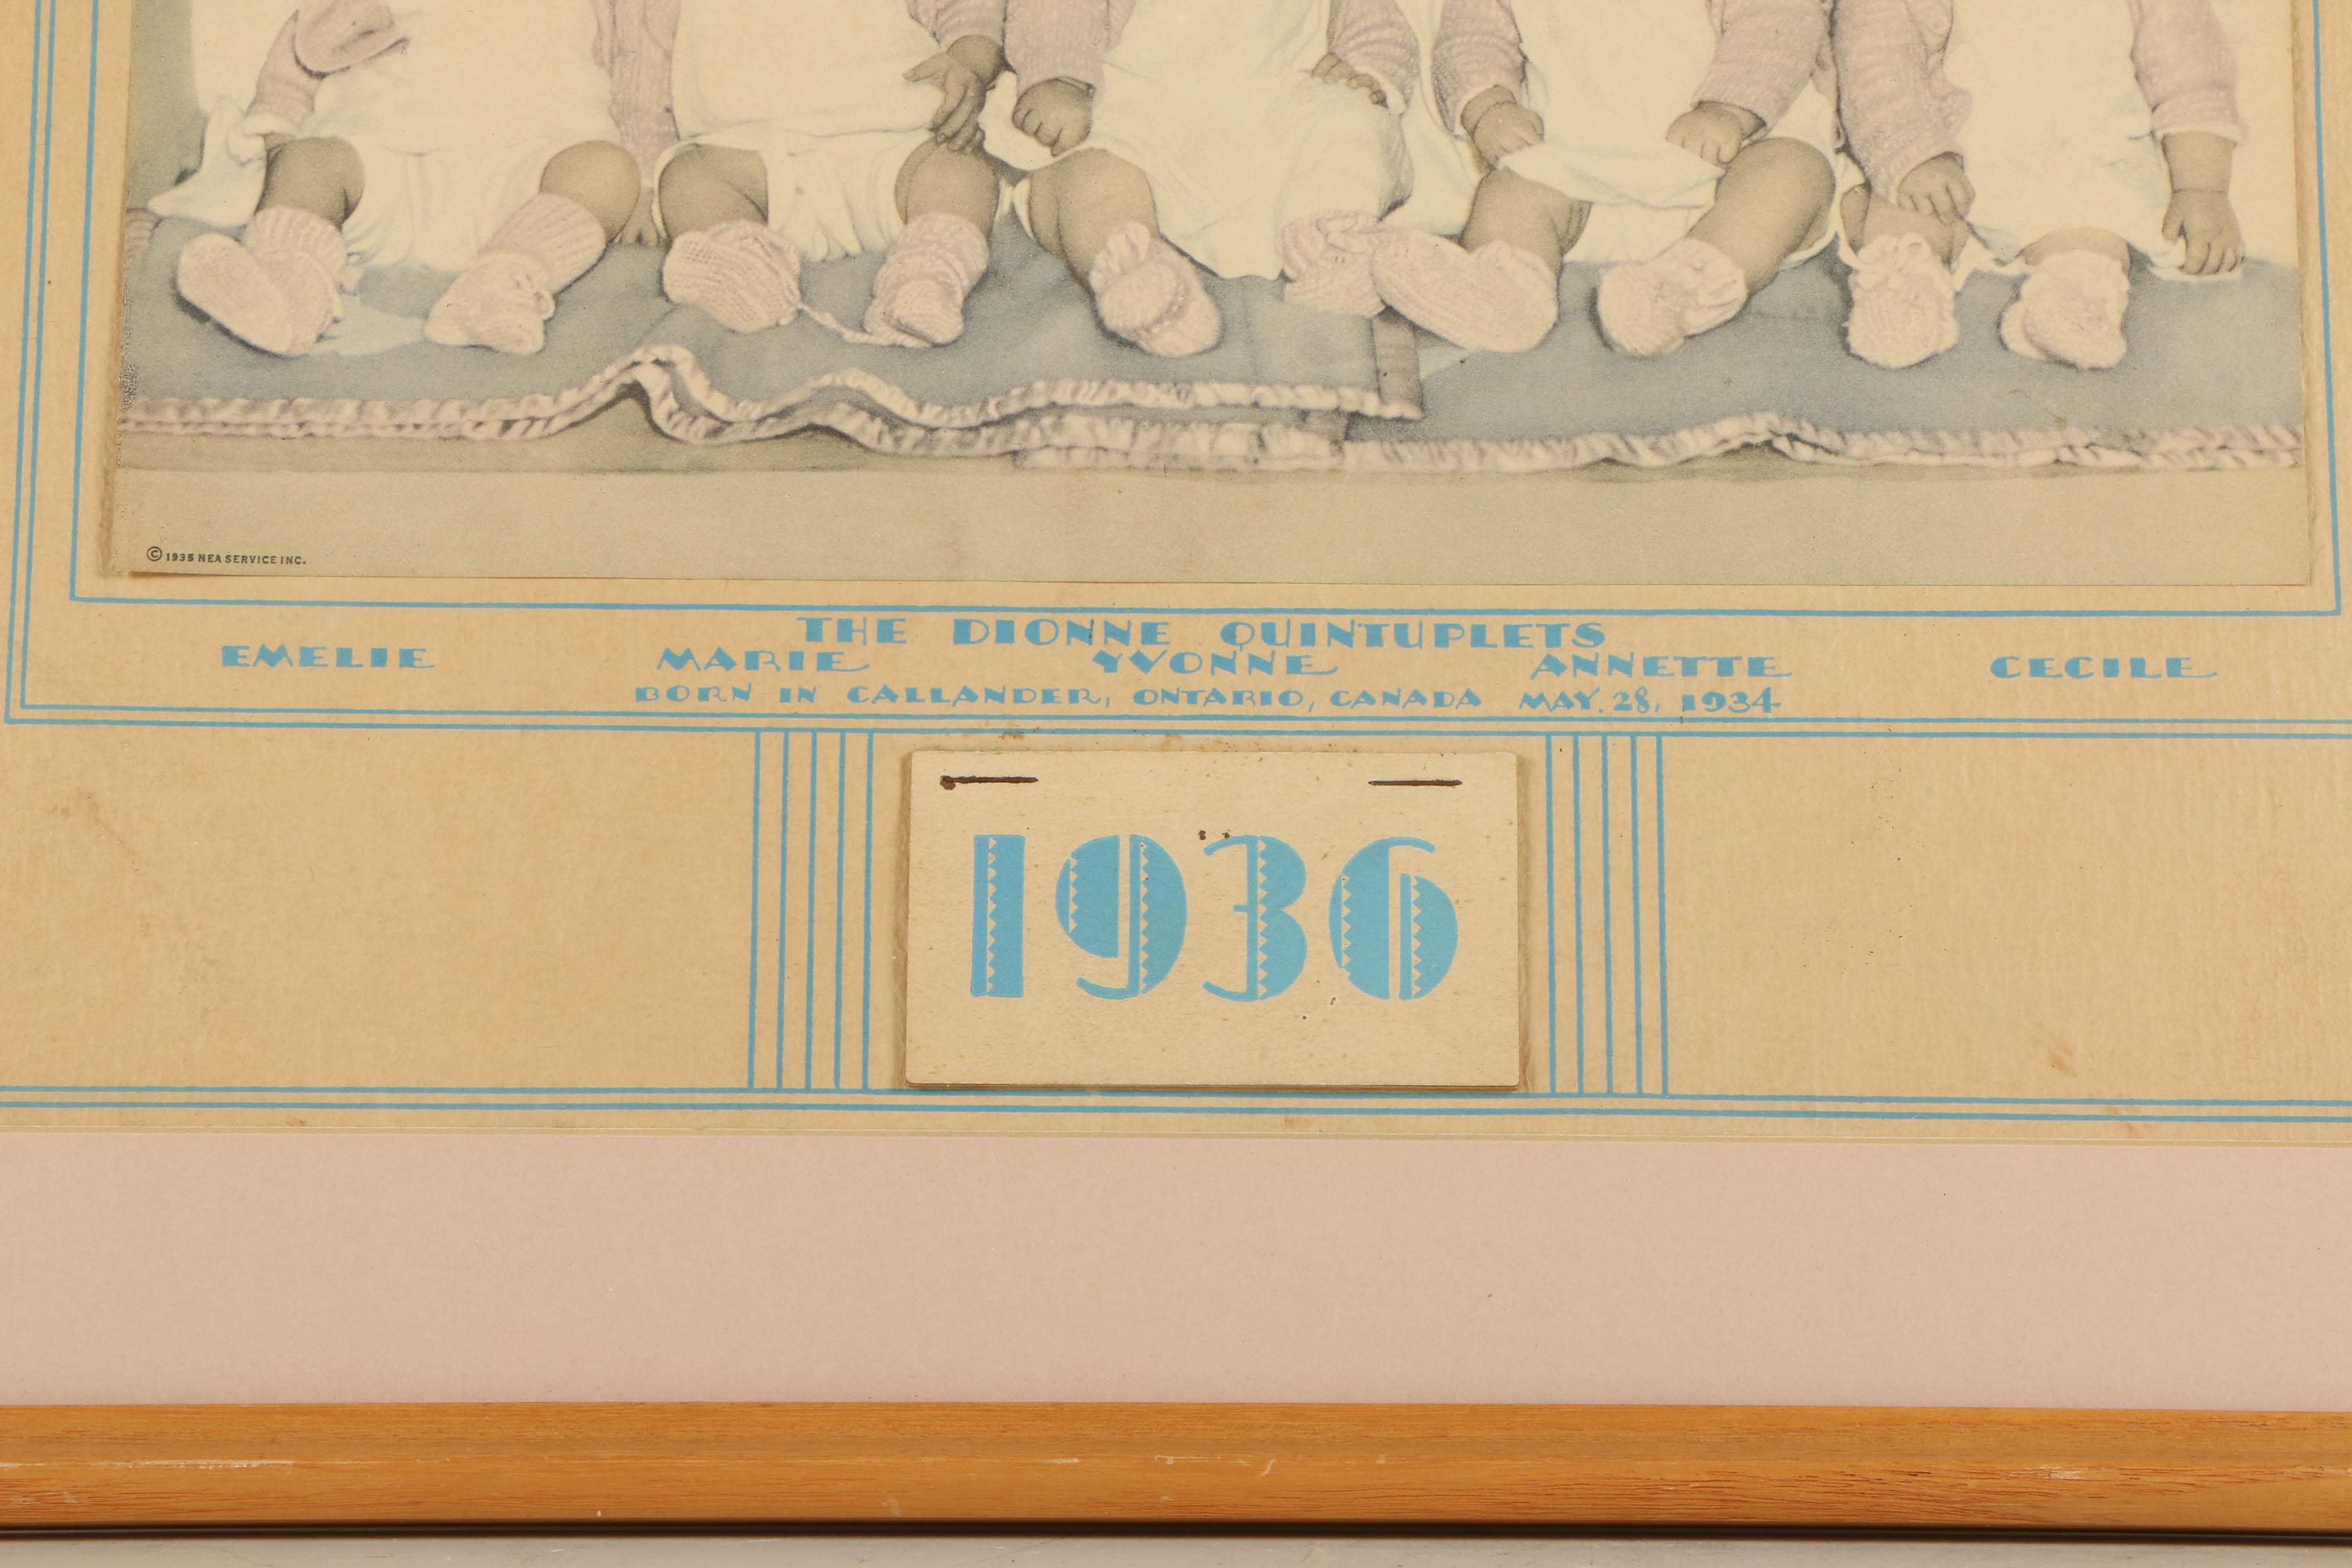 © 1935 NEA SERVICE INC.
THE DIONNE QUINTUPLETS
EMELIE MARIE YVONNE ANNETTE CECILE
BORN IN CALLANDER, ONTARIO, CANADA MAY. 28, 1934
1936